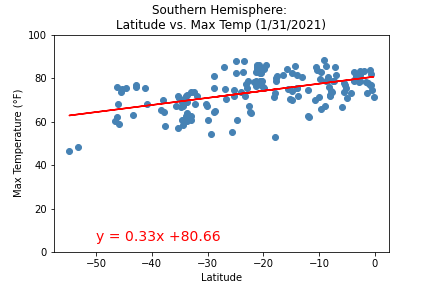 Southern Hemisphere:
Latitude vs. Max Temp (1/31/2021)
100
80
60
40
20
0
Max Temperature (°F)
y = 0.33x +80.66
−50
−40
−30
−20
−10
0
Latitude